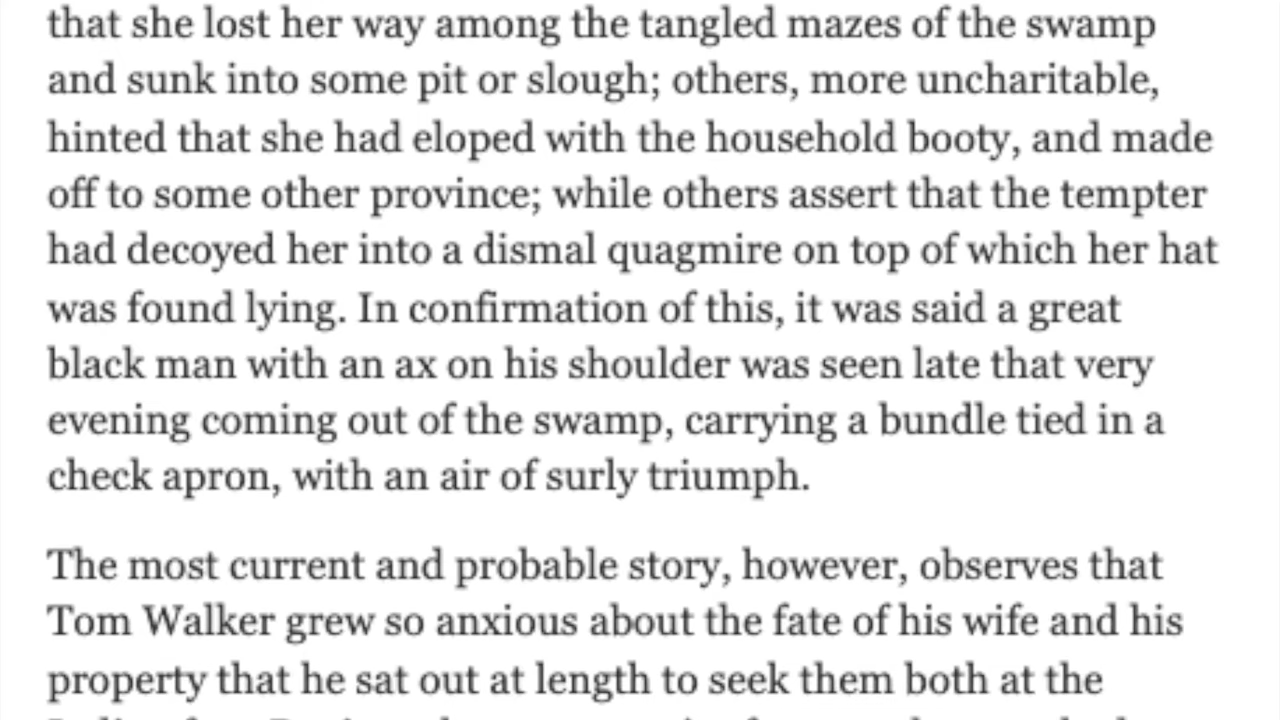 that she lost her way among the tangled mazes of the swamp
and sunk into some pit or slough; others, more uncharitable,
hinted that she had eloped with the household booty, and made
off to some other province; while others assert that the tempter
had decoyed her into a dismal quagmire on top of which her hat
was found lying. In confirmation of this, it was said a great
black man with an ax on his shoulder was seen late that very
evening coming out of the swamp, carrying a bundle tied in a
check apron, with an air of surly triumph.
The most current and probable story, however, observes that
Tom Walker grew so anxious about the fate of his wife and his
property that he sat out at length to seek them both at the